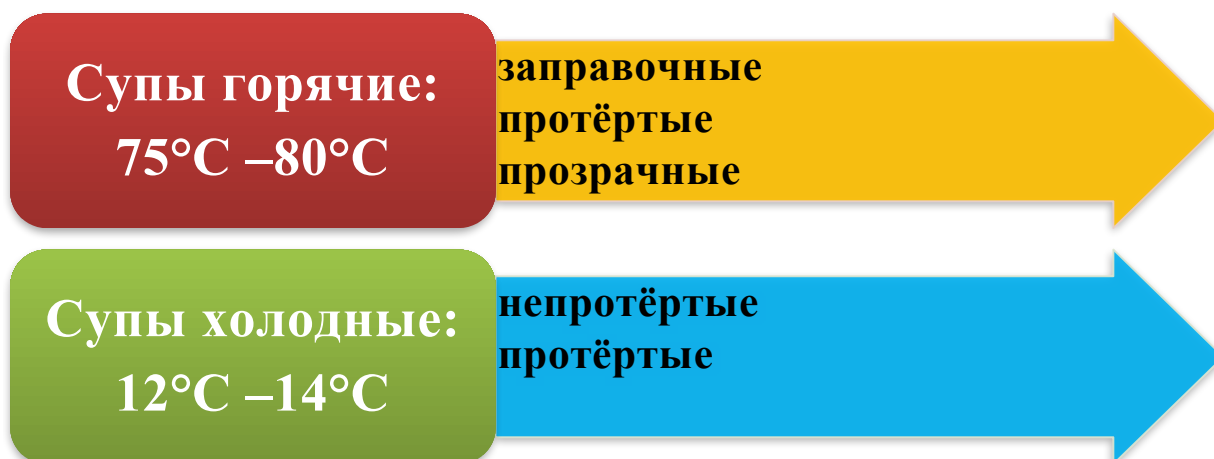 Супы горячие:
75°С –80°С
заправочные
протёртые
прозрачные
Супы холодные:
12°С –14°С
непротёртые
протёртые